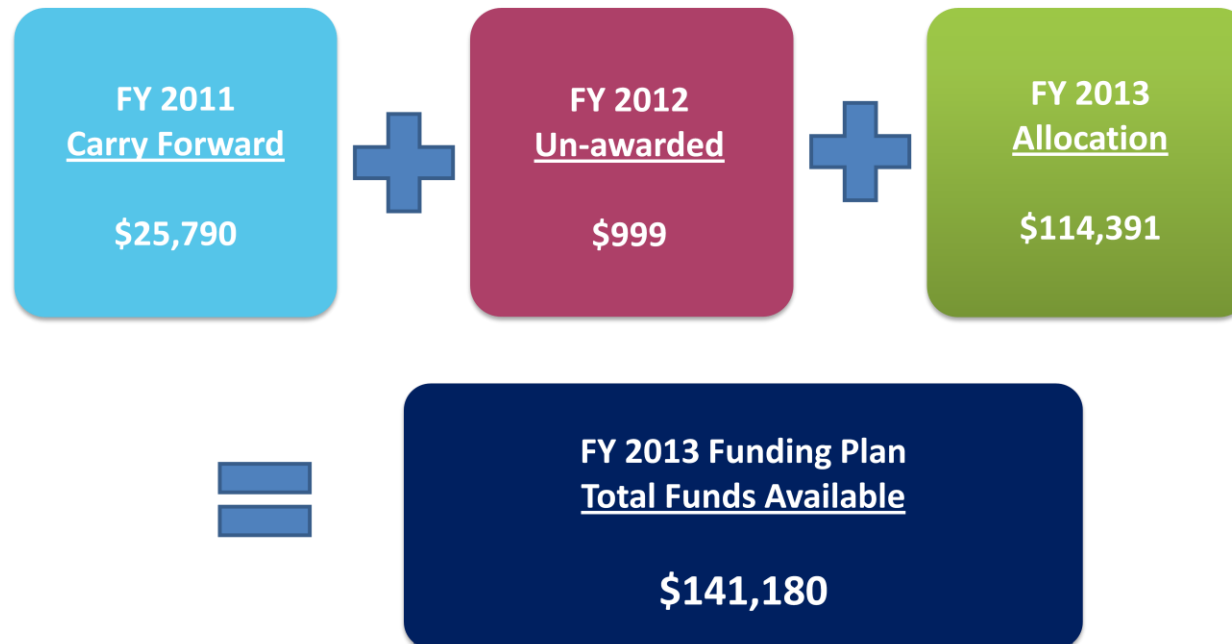 FY 2011
Carry Forward
$25,790
FY 2012
Un-awarded
$999
FY 2013
Allocation
$114,391
FY 2013 Funding Plan
Total Funds Available
$141,180